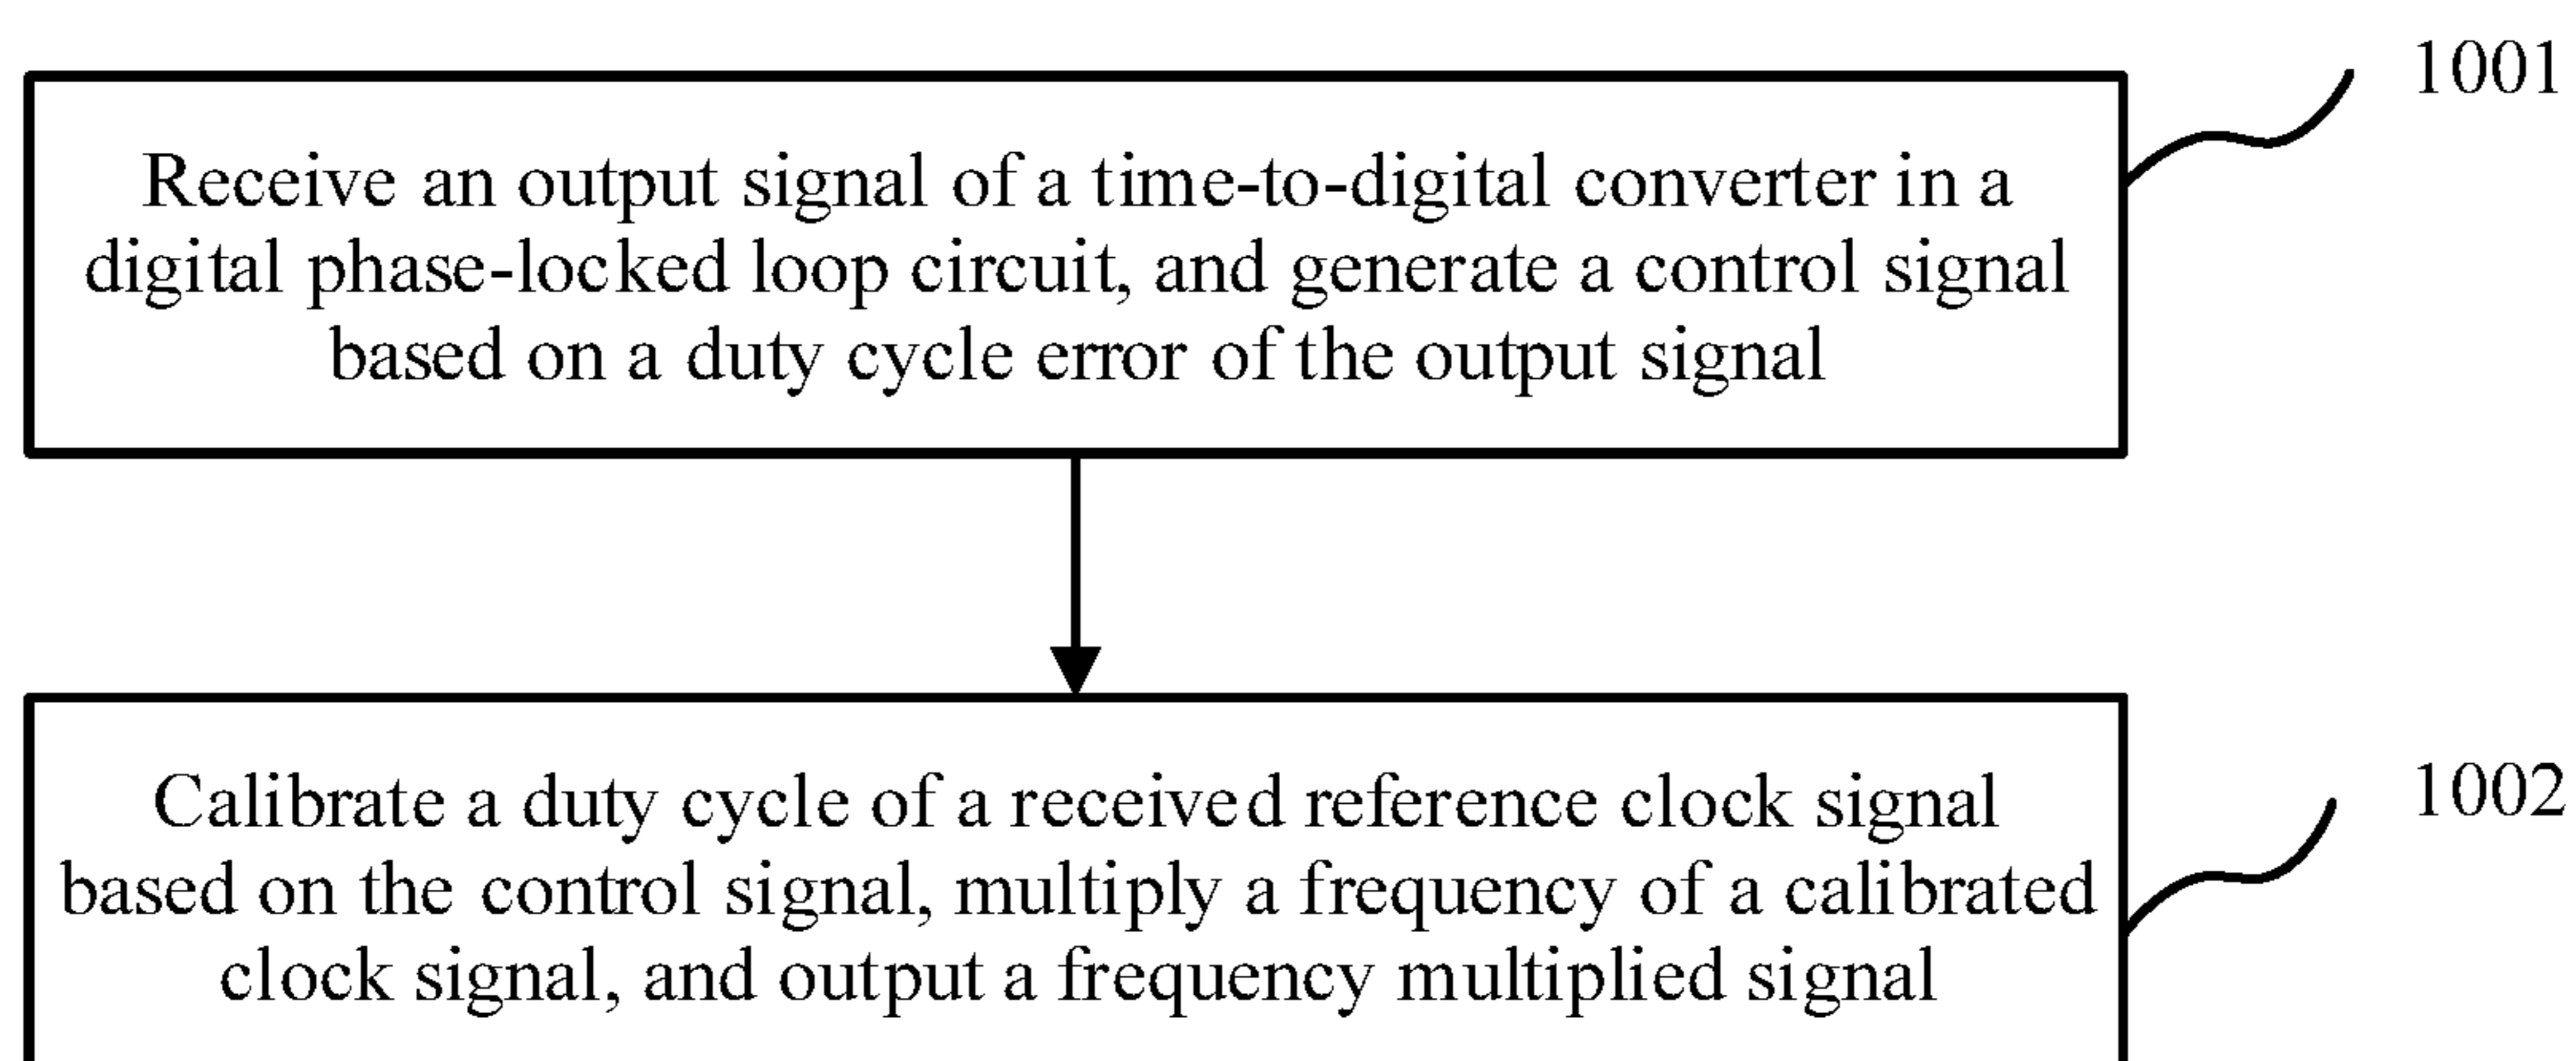 1001
Receive an output signal of a time-to-digital converter in a
digital phase-locked loop circuit, and generate a control signal
based on a duty cycle error of the output signal
1002
Calibrate a duty cycle of a received reference clock signal
based on the control signal, multiply a frequency of a calibrated
clock signal, and output a frequency multiplied signal